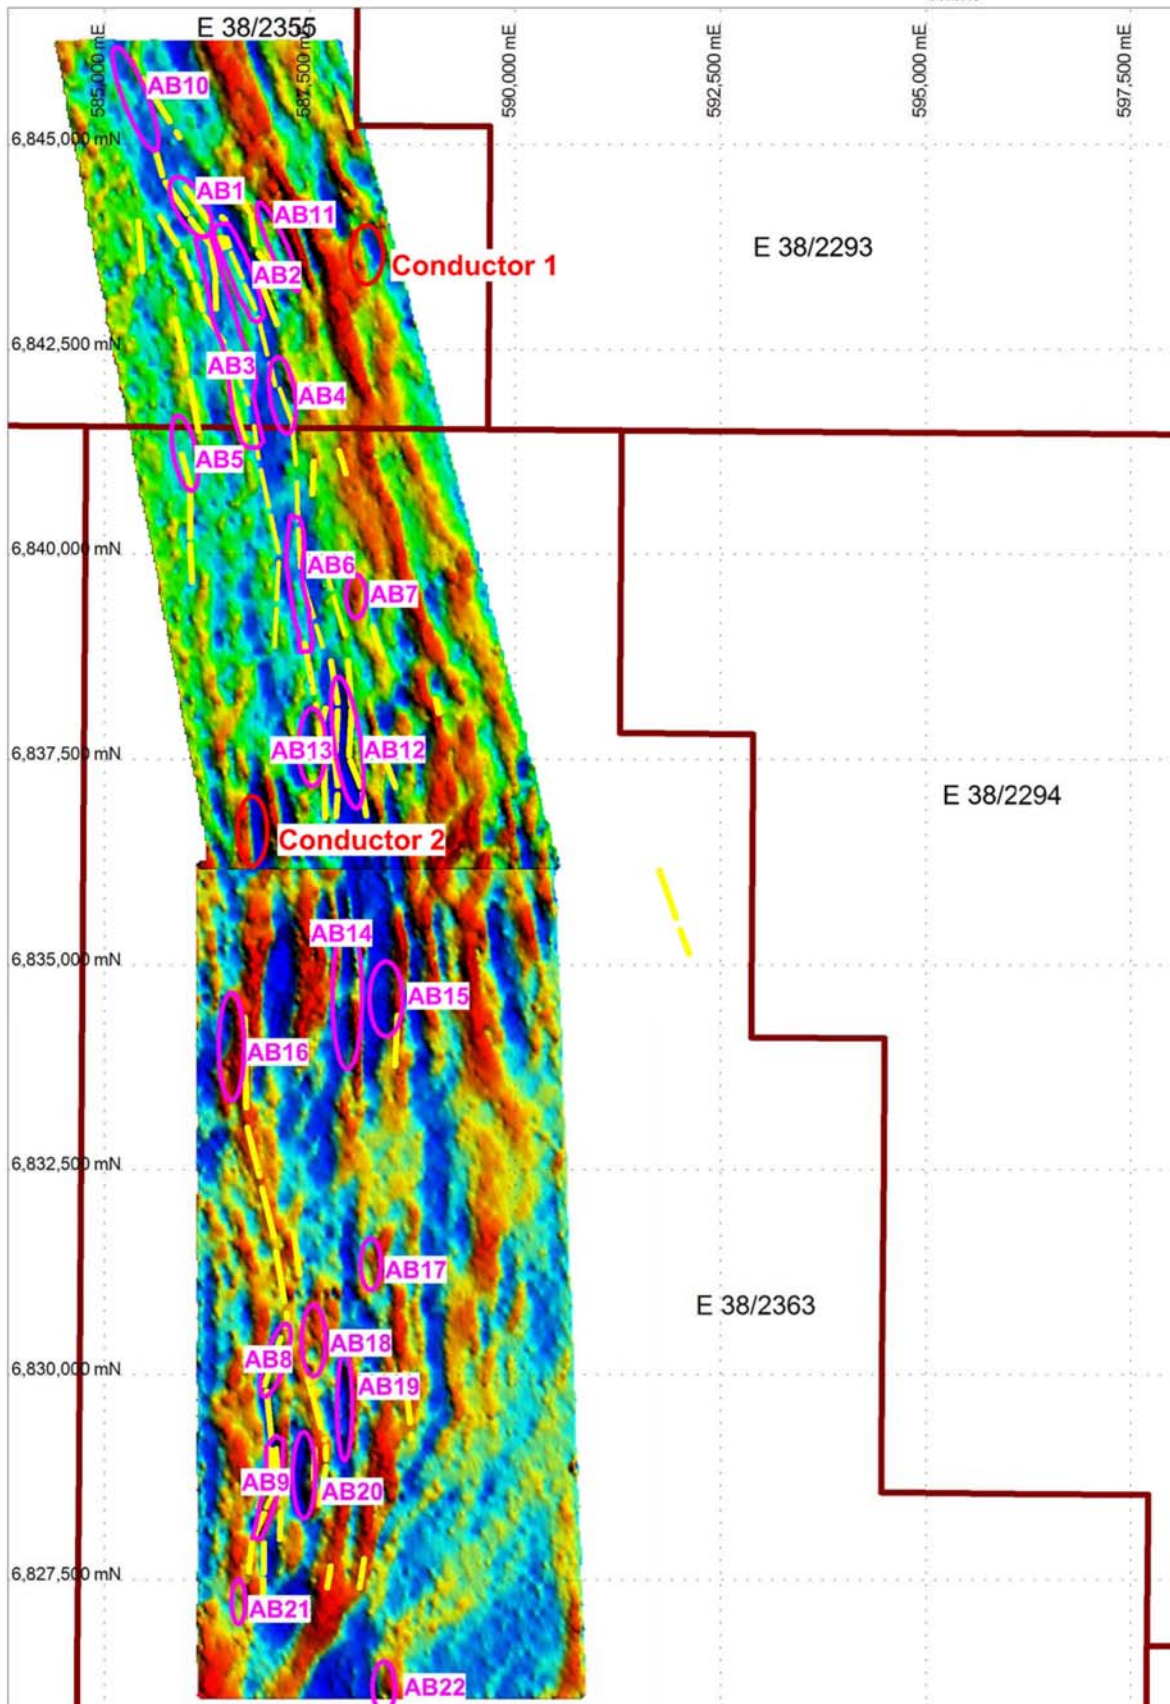 E 38/2355
585,000 mE
587,500 mE
590,000 mE
592,500 mE
595,000 mE
597,500 mE
AB10
6,845,000 mN
AB1
AB11
E 38/2293
Conductor 1
AB2
6,842,500 mN
AB3
AB4
AB5
6,840,000 mN
AB6
AB7
AB13
AB12
6,837,500 mN
E 38/2294
Conductor 2
AB14
6,835,000 mN
AB15
AB16
6,832,500 mN
AB17
E 38/2363
AB18
AB8
6,830,000 mN
AB19
AB9
AB20
6,827,500 mN
AB21
AB22